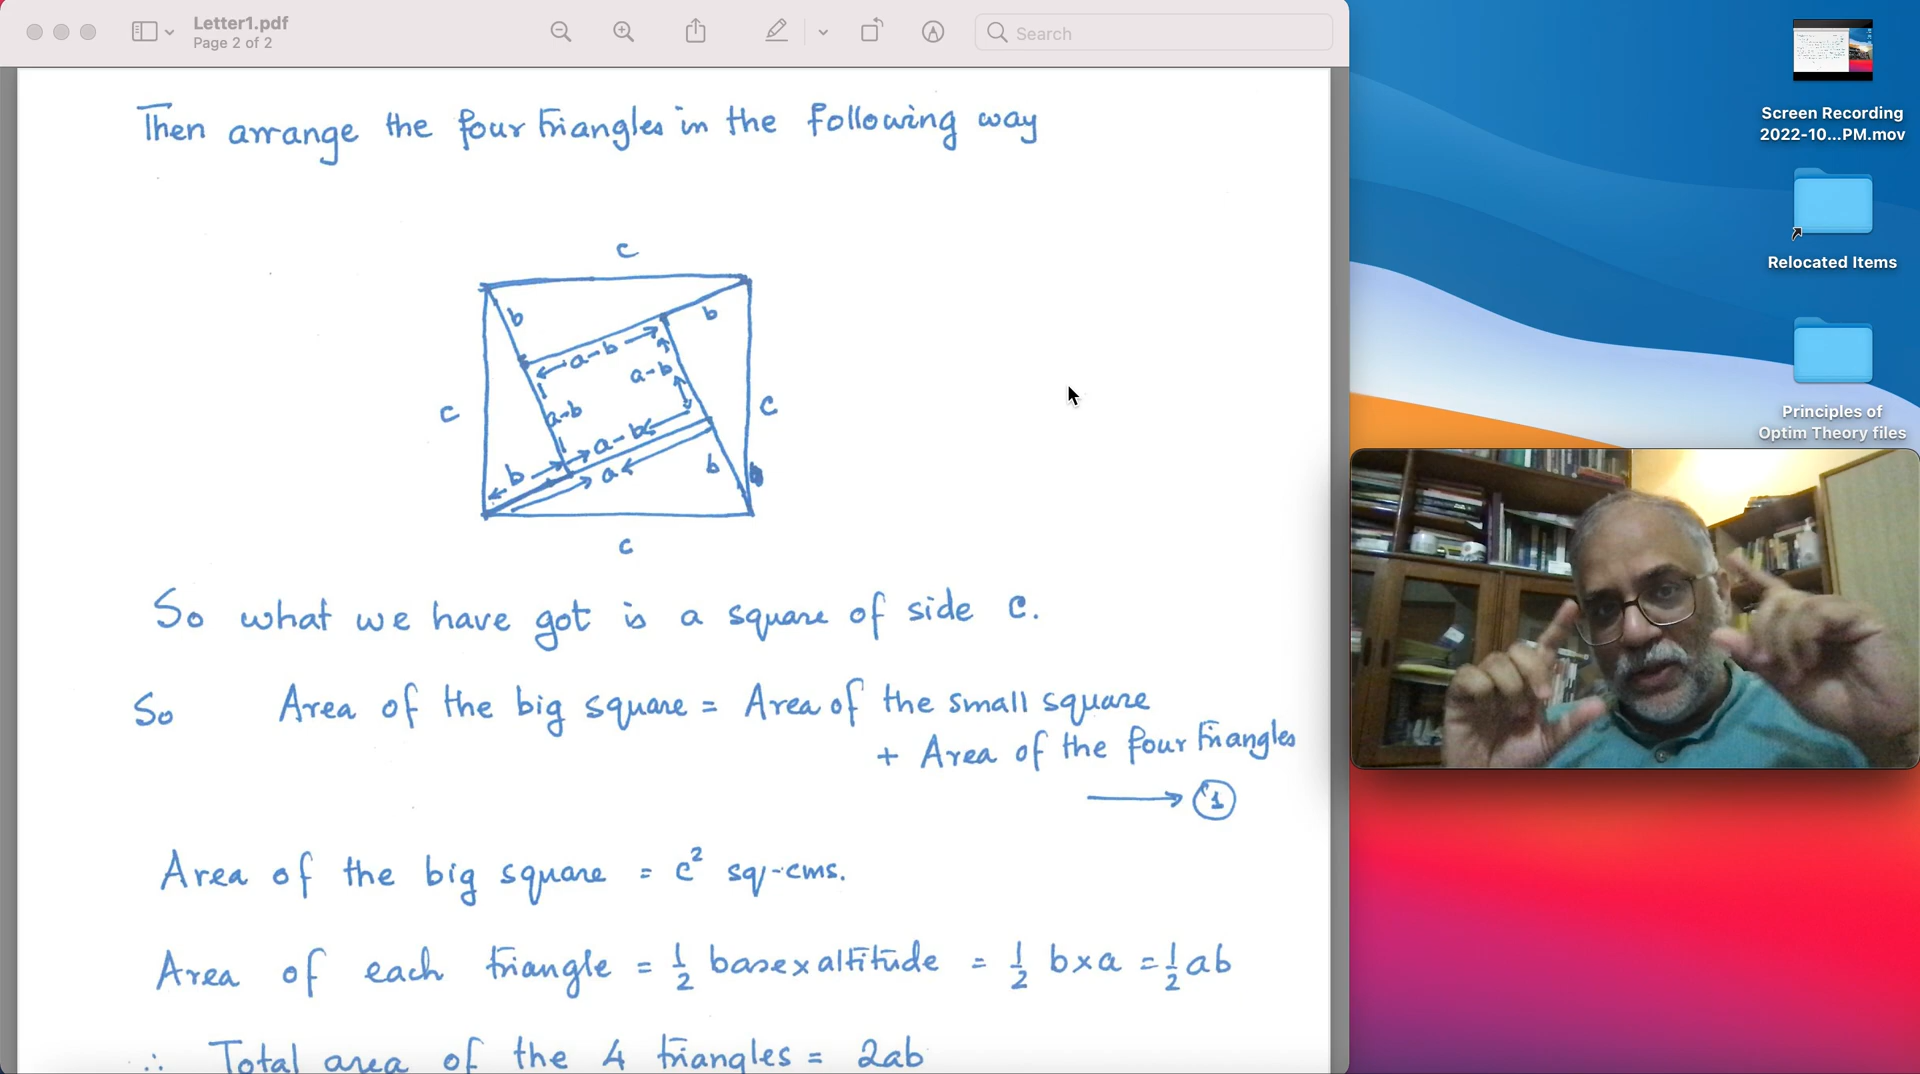 Letter1.pdf
Page 2 of 2
Search
Then arrange the four triangles in the following way
c
b
b
a-b
a-b
c
c
a-b
a-b
b
a
b
c
So what we have got is a square of side c.
So Area of the big square = Area of the small square
+ Area of the four triangles
→ ①
Area of the big square = c² sq-cms.
Area of each triangle = ½ base x altitude = ½ b x a = ½ ab
∴ Total area of the 4 triangles = 2ab
Screen Recording
2022-10...PM.mov
Relocated Items
Principles of
Optim Theory files